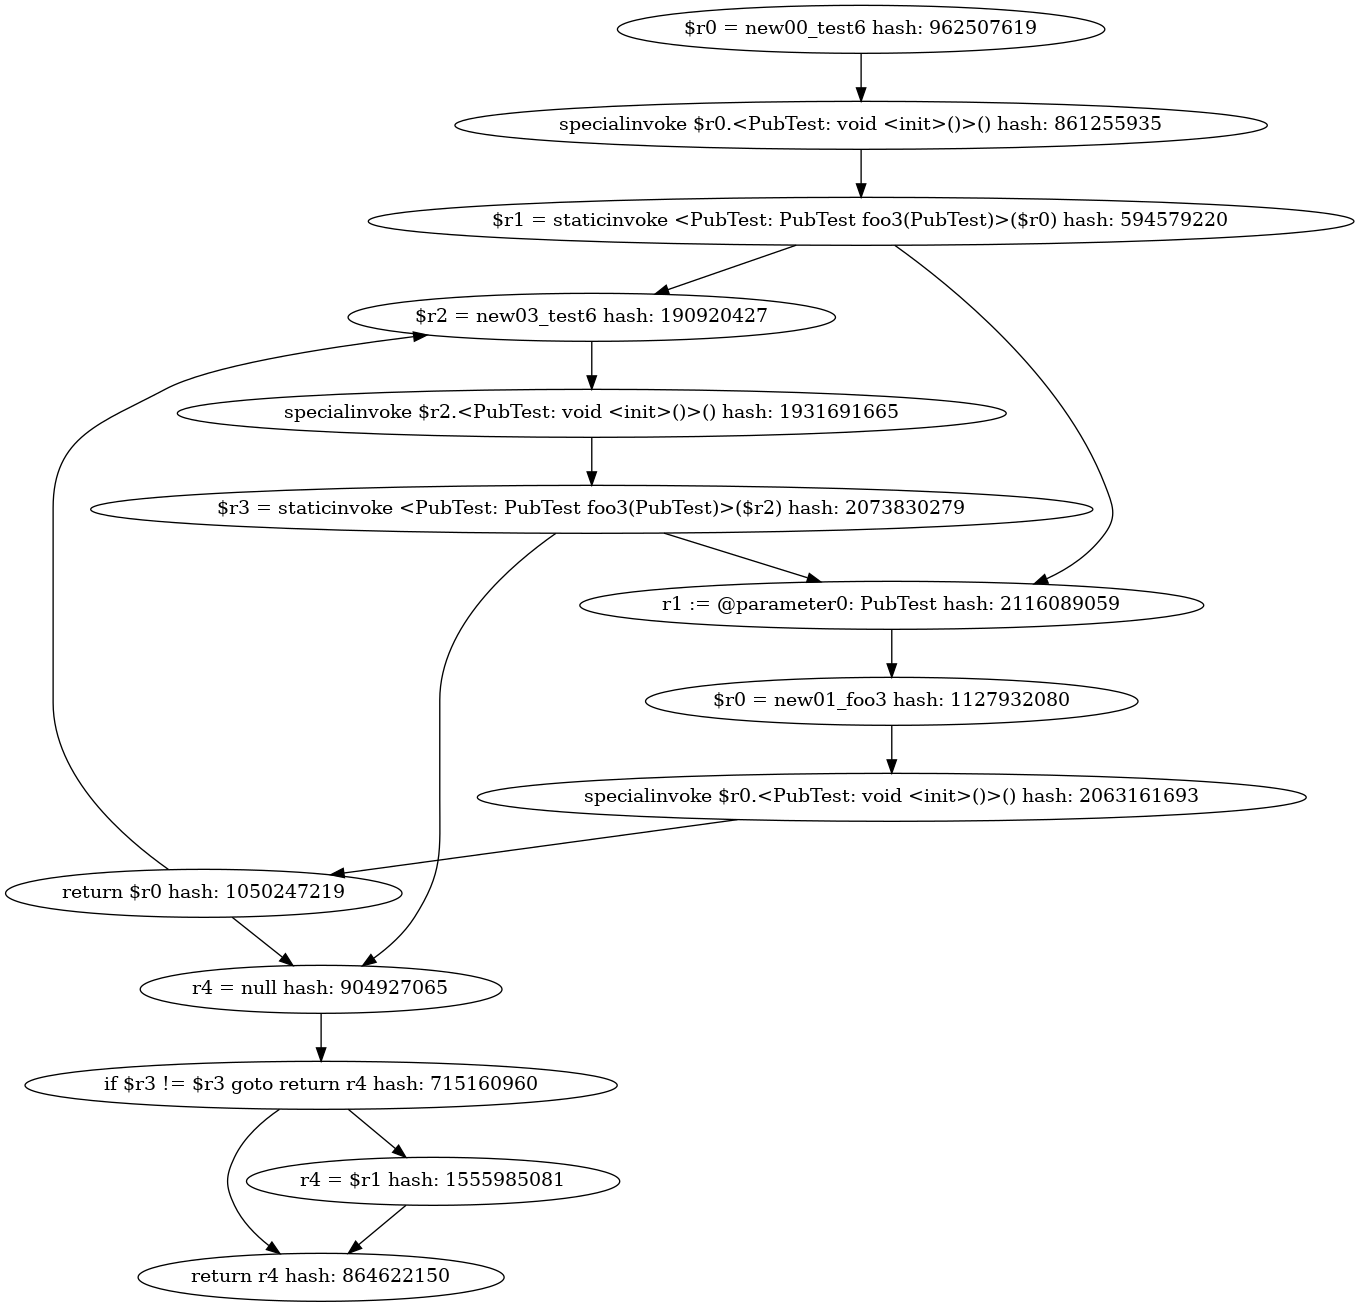 $r0 = new00_test6 hash: 962507619
specialinvoke $r0.<PubTest: void <init>()>() hash: 861255935
$r1 = staticinvoke <PubTest: PubTest foo3(PubTest)>($r0) hash: 594579220
$r2 = new03_test6 hash: 190920427
specialinvoke $r2.<PubTest: void <init>()>() hash: 1931691665
$r3 = staticinvoke <PubTest: PubTest foo3(PubTest)>($r2) hash: 2073830279
r1 := @parameter0: PubTest hash: 2116089059
$r0 = new01_foo3 hash: 1127932080
specialinvoke $r0.<PubTest: void <init>()>() hash: 2063161693
return $r0 hash: 1050247219
r4 = null hash: 904927065
if $r3 != $r3 goto return r4 hash: 715160960
r4 = $r1 hash: 1555985081
return r4 hash: 864622150